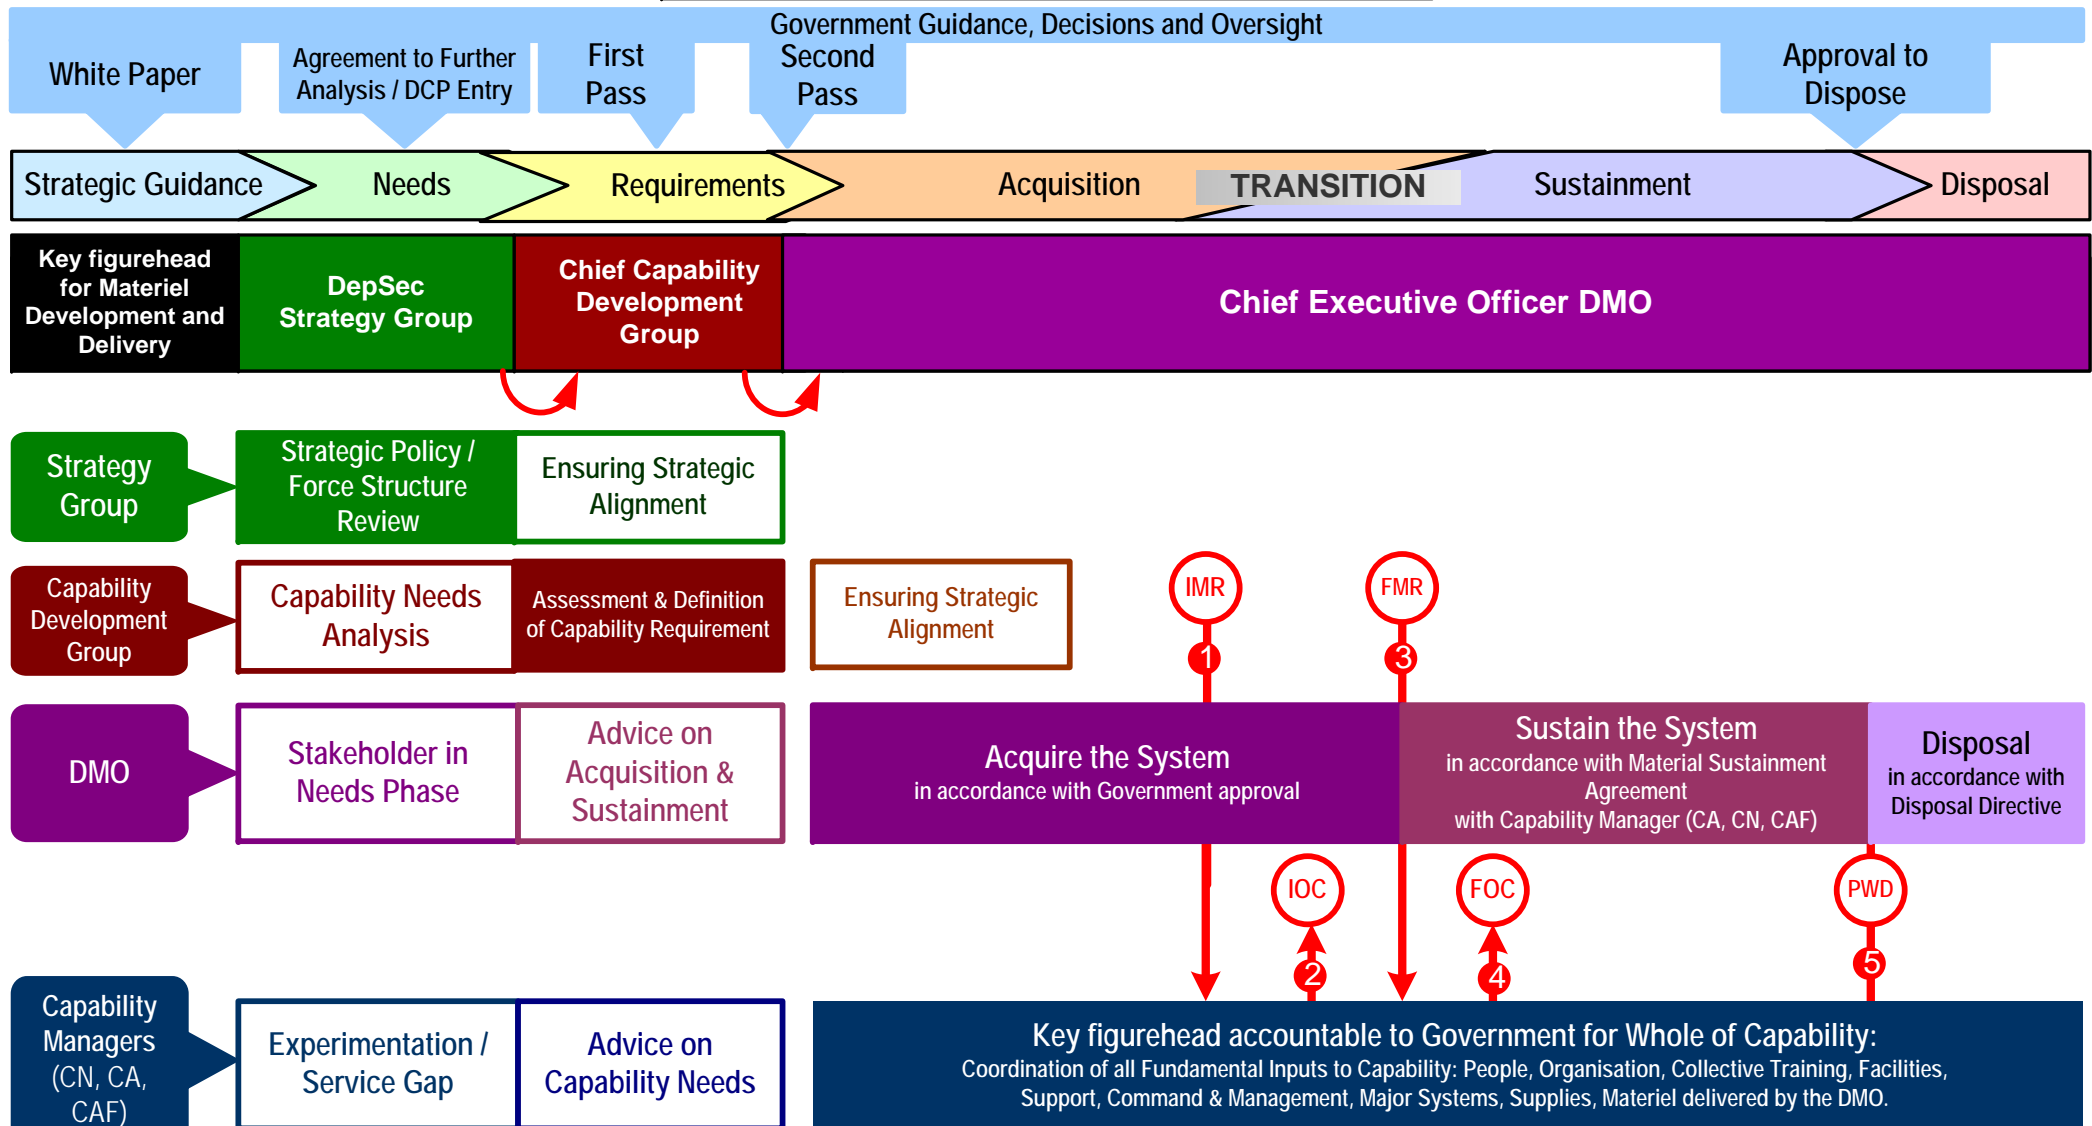 Government Guidance, Decisions and Oversight
White Paper
Agreement to Further
Analysis / DCP Entry
First
Pass
Second
Pass
Approval to
Dispose
Strategic Guidance
Needs
Requirements
Acquisition
TRANSITION
Sustainment
Disposal
Key figurehead
for Materiel
Development and
Delivery
DepSec
Strategy Group
Chief Capability
Development
Group
Chief Executive Officer DMO
Strategy
Group
Strategic Policy /
Force Structure
Review
Ensuring Strategic
Alignment
Capability
Development
Group
Capability Needs
Analysis
Assessment & Definition
of Capability Requirement
Ensuring Strategic
Alignment
IMR
FMR
1
3
DMO
Stakeholder in
Needs Phase
Advice on
Acquisition &
Sustainment
Acquire the System
in accordance with Government approval
Sustain the System
in accordance with Material Sustainment
Agreement
with Capability Manager (CA, CN, CAF)
Disposal
in accordance with
Disposal Directive
IOC
FOC
PWD
2
4
5
Capability
Managers
(CN, CA,
CAF)
Experimentation /
Service Gap
Advice on
Capability Needs
Key figurehead accountable to Government for Whole of Capability:
Coordination of all Fundamental Inputs to Capability: People, Organisation, Collective Training, Facilities,
Support, Command & Management, Major Systems, Supplies, Materiel delivered by the DMO.